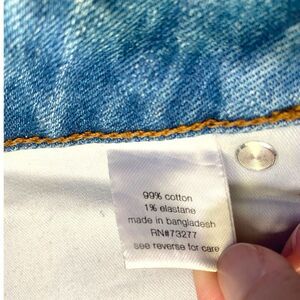 99% cotton
1% elastane
made in bangladesh
RN#73277
see reverse for care